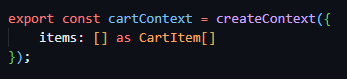 export const cartContext = createContext({
    items: [] as CartItem[]
});